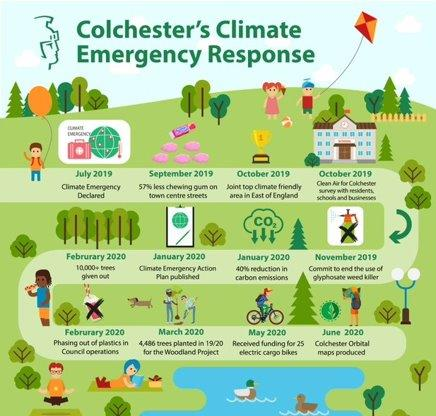 Colchester's Climate
Emergency Response
CLIMATE
EMERGENCY
July 2019
Climate Emergency
Declared
September 2019
57% less chewing gum on
town centre streets
October 2019
Joint top climate friendly
area in East of England
October 2019
Clean Air for Colchester
survey with residents,
schools and businesses
Februrary 2020
10,000+ trees
given out
January 2020
Climate Emergency Action
Plan published
CO2
January 2020
40% reduction in
carbon emissions
November 2019
Commit to end the use of
glyphosate weed killer
Februrary 2020
Phasing out of plastics in
Council operations
March 2020
4,486 trees planted in 19/20
for the Woodland Project
May 2020
Received funding for 25
electric cargo bikes
June 2020
Colchester Orbital
maps produced